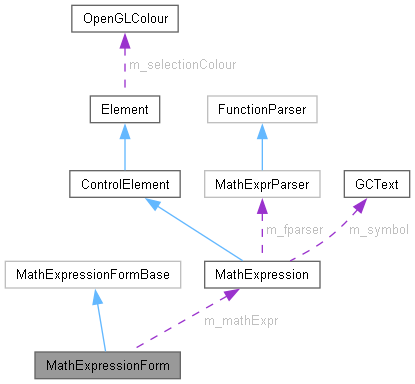 OpenGLColour
m_selectionColour
Element
FunctionParser
ControlElement
MathExprParser
GCText
m_fparser
m_symbol
MathExpressionFormBase
MathExpression
m_mathExpr
MathExpressionForm